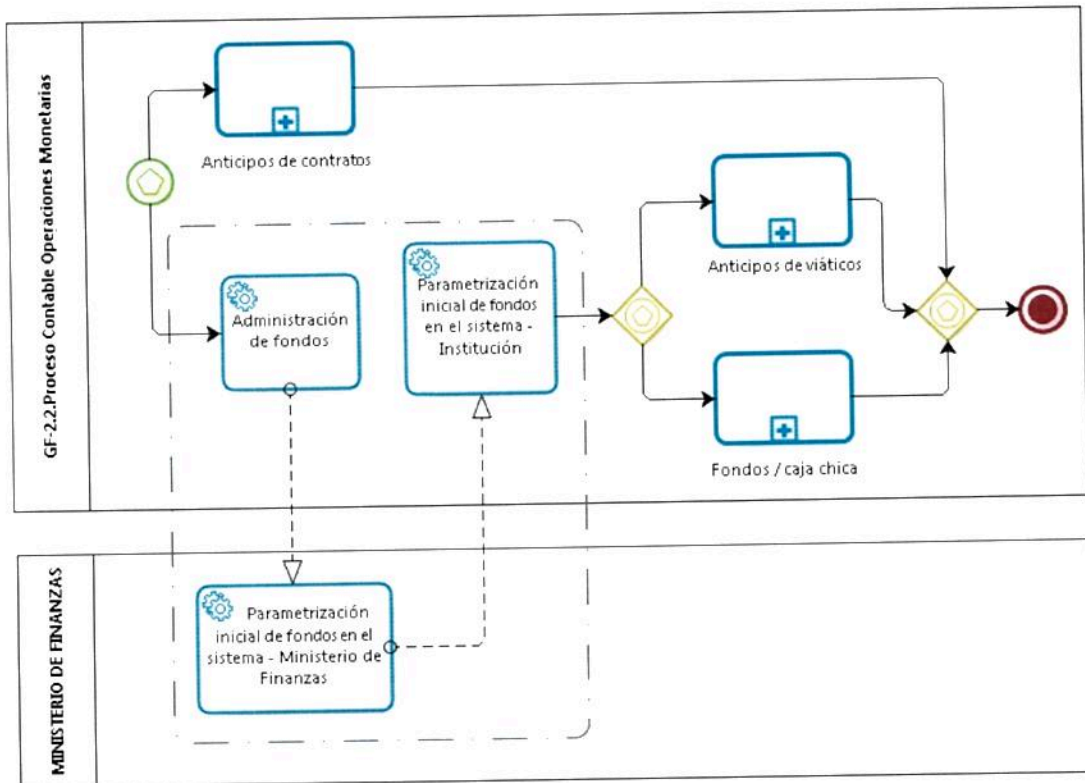 GF-2.2.Proceso Contable Operaciones Monetarias
Anticipos de contratos
Administración
de fondos
Parametrización
inicial de fondos
en el sistema -
Institución
Anticipos de viáticos
Fondos / caja chica
MINISTERIO DE FINANZAS
Parametrización
inicial de fondos en el
sistema - Ministerio de
Finanzas